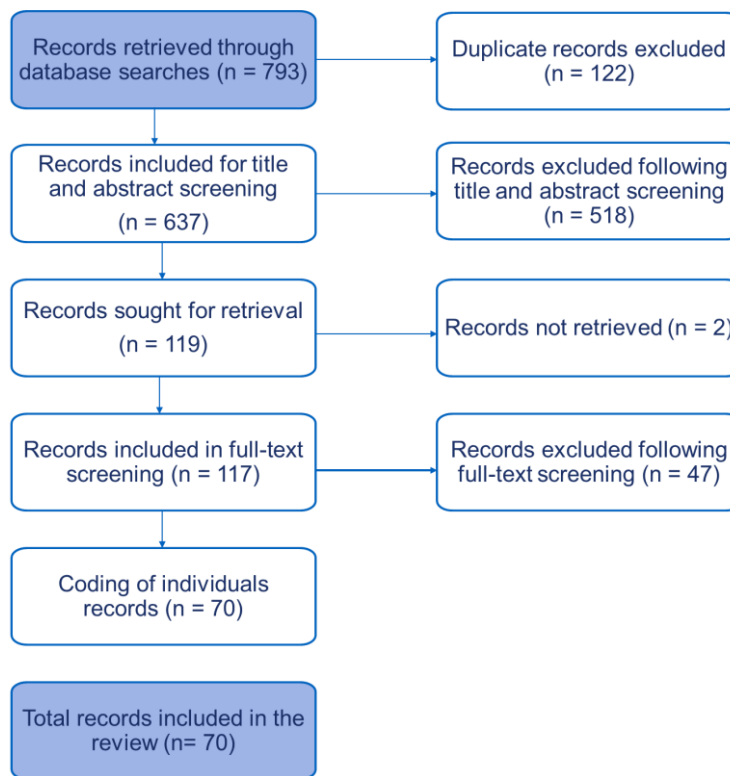 Records retrieved through
database searches (n = 793)
Duplicate records excluded
(n = 122)
Records included for title
and abstract screening
(n = 637)
Records excluded following
title and abstract screening
(n = 518)
Records sought for retrieval
(n = 119)
Records not retrieved (n = 2)
Records included in full-text
screening (n = 117)
Records excluded following
full-text screening (n = 47)
Coding of individuals
records (n = 70)
Total records included in the
review (n= 70)